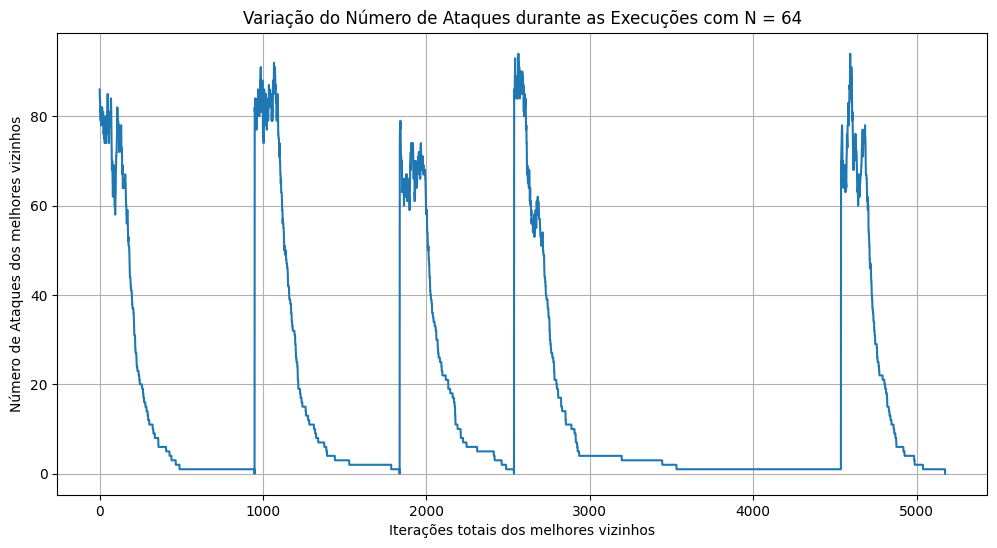 Variação do Número de Ataques durante as Execuções com N = 64
Número de Ataques dos melhores vizinhos
80
60
40
20
0
0 1000 2000 3000 4000 5000
Iterações totais dos melhores vizinhos